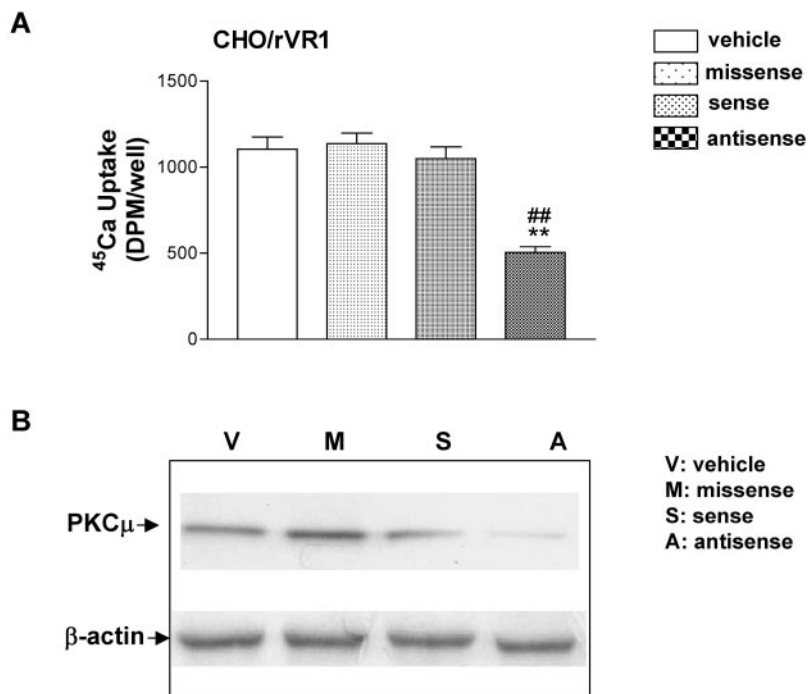 A
CHO/rVR1
⁴⁵Ca Uptake
(DPM/well)
1500
1000
500
0
##
**
vehicle
missense
sense
antisense
B
V M S A
PKCμ
β-actin
V: vehicle
M: missense
S: sense
A: antisense